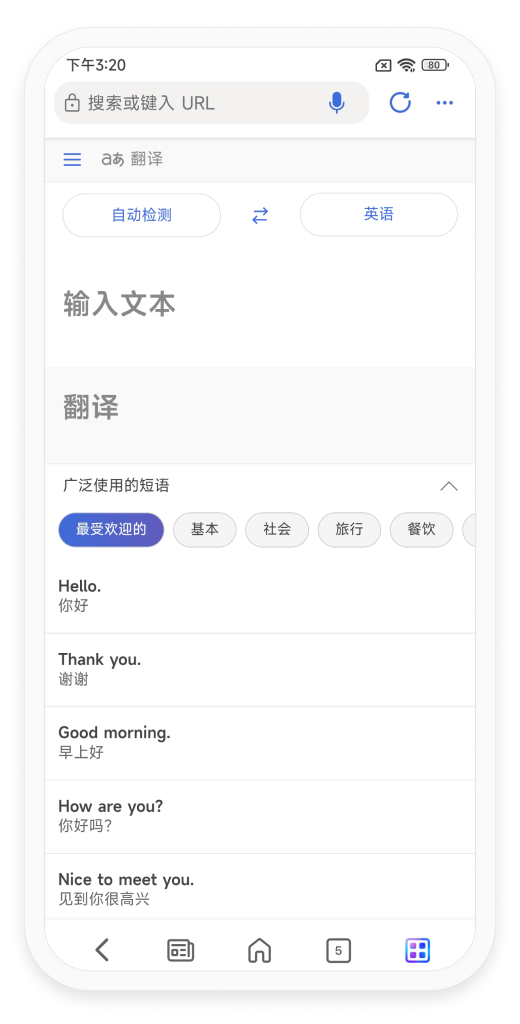 下午3:20
80
搜索或键入 URL
aあ 翻译
自动检测
英语
输入文本
翻译
广泛使用的短语
最受欢迎的 基本 社会 旅行 餐饮
Hello.
你好
Thank you.
谢谢
Good morning.
早上好
How are you?
你好吗？
Nice to meet you.
见到你很高兴
5